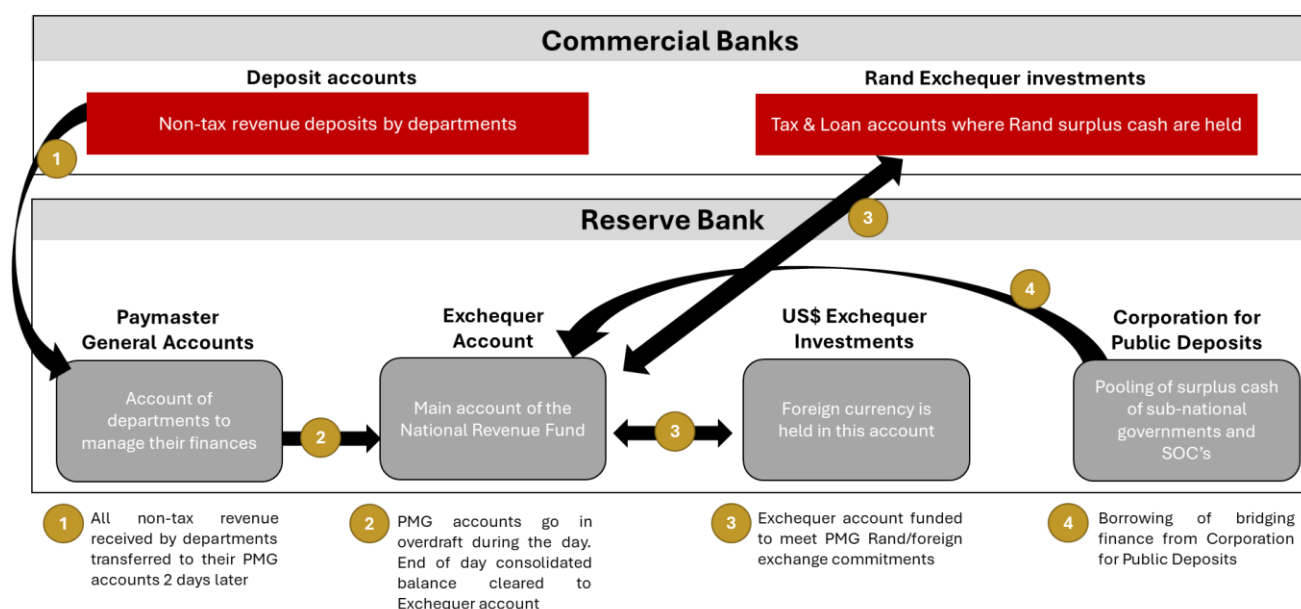 Commercial Banks
Deposit accounts
Non-tax revenue deposits by departments
Rand Exchequer investments
Tax & Loan accounts where Rand surplus cash are held
1
3
Reserve Bank
4
Paymaster
General Accounts
Account of
departments to
manage their finances
2
Exchequer
Account
Main account of the
National Revenue Fund
3
US$ Exchequer
Investments
Foreign currency is
held in this account
Corporation for
Public Deposits
Pooling of surplus cash
of sub-national
governments and
SOC's
1
All non-tax revenue
received by departments
transferred to their PMG
accounts 2 days later
2
PMG accounts go in
overdraft during the day.
End of day consolidated
balance cleared to
Exchequer account
3
Exchequer account funded
to meet PMG Rand/foreign
exchange commitments
4
Borrowing of bridging
finance from Corporation
for Public Deposits